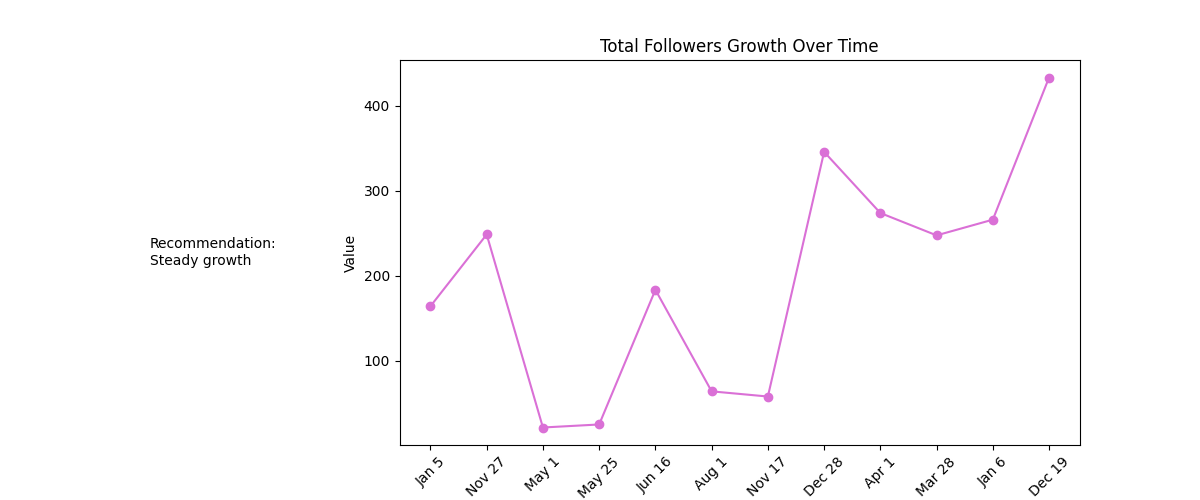 Total Followers Growth Over Time
400
300
200
100
Value
Recommendation:
Steady growth
Jan 5
Nov 27
May 1
May 25
Jun 16
Aug 1
Nov 17
Dec 28
Apr 1
Mar 28
Jan 6
Dec 19